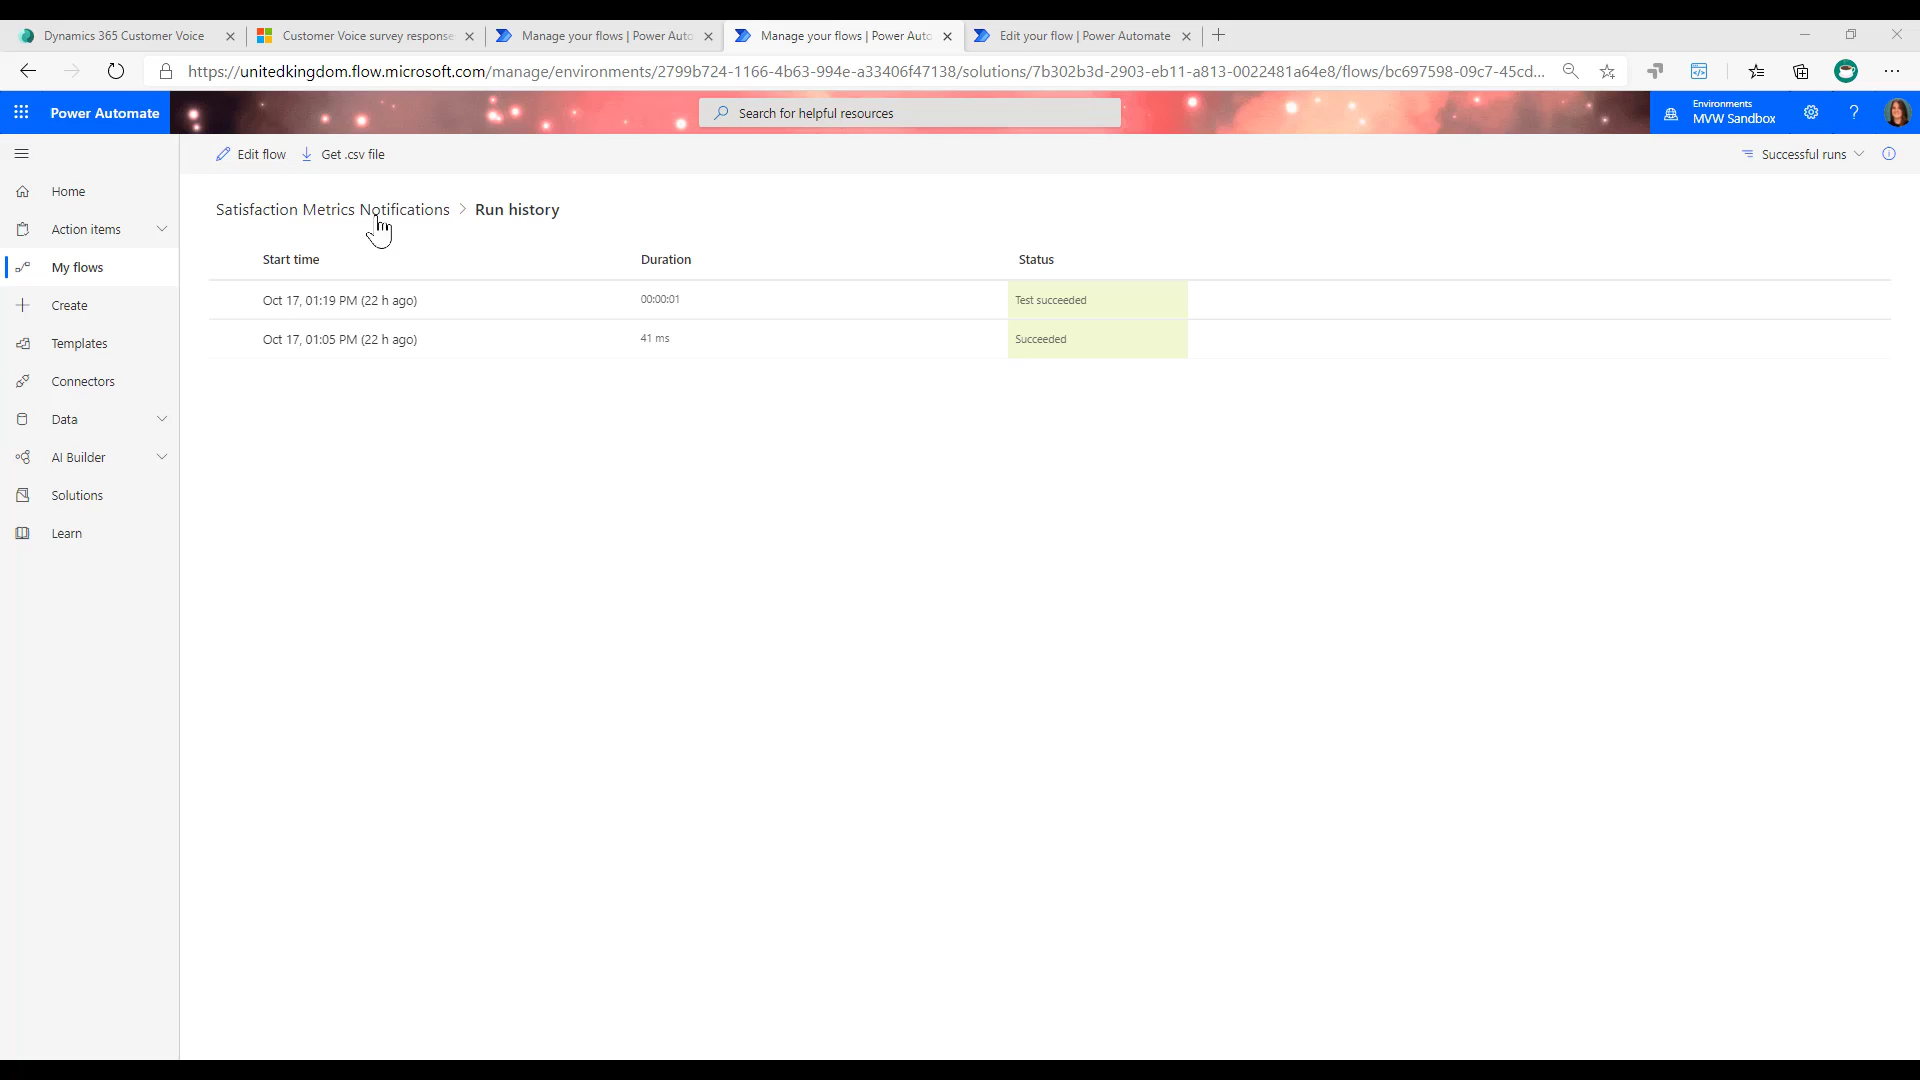 Dynamics 365 Customer Voice
Customer Voice survey response
Manage your flows | Power Auto
Manage your flows | Power Auto
Edit your flow | Power Automate
https://unitedkingdom.flow.microsoft.com/manage/environments/2799b724-1166-4b63-994e-a33406f47138/solutions/7b302b3d-2903-eb11-a813-0022481a64e8/flows/bc697598-09c7-45cd...
Power Automate
Search for helpful resources
Environments
MVW Sandbox
Edit flow
Get .csv file
Successful runs
Home
Action items
My flows
Create
Templates
Connectors
Data
AI Builder
Solutions
Learn
Satisfaction Metrics Notifications > Run history
Start time Duration Status
Oct 17, 01:19 PM (22 h ago) 00:00:01 Test succeeded
Oct 17, 01:05 PM (22 h ago) 41 ms Succeeded